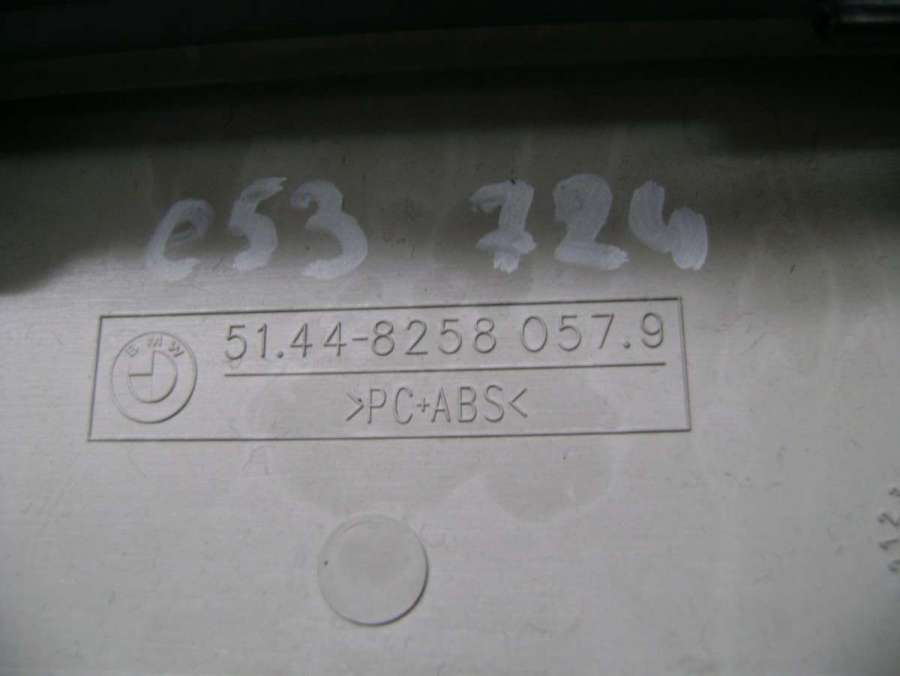 e53 724
BMW
51.44-8258 057.9
>PC+ABS<